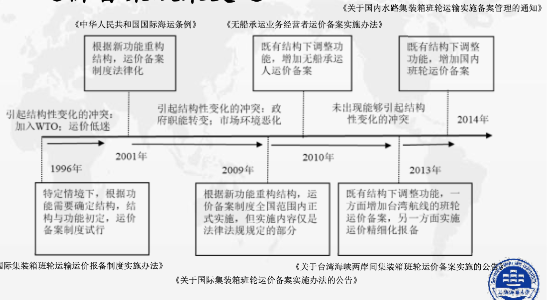 《关于国内水路集装箱班轮运输实施备案管理的通知》
《中华人民共和国国际海运条例》
《无船承运业务经营者运价备案实施办法》
根据新功能重构
结构，运价备案
制度法律化
既有结构下调整功
能，增加无船承运
人运价备案
既有结构下调整
功能，增加国内
班轮运价备案
引起结构性变化的冲突：
加入WTO；运价低迷
引起结构性变化的冲突：政
府职能转变；市场环境恶化
未出现能够引起结构
性变化的冲突
2014年
2001年
1996年
2009年
2010年
2013年
特定情境下，根据功
能需要确定结构，结
构与功能初定，运价
备案制度试行
根据新功能重构结构，运
价备案制度全国范围内正
式实施，但实施内容仅是
法律法规规定的部分
既有结构下调整功能，一
方面增加台湾航线的班轮
运价备案，另一方面实施
运价精细化报备
国际集装箱班轮运输运价报备制度实施办法》
《关于国际集装箱班轮运价备案实施办法的公告》
《关于台湾海峡两岸间集装箱班轮运价备案实施的公告